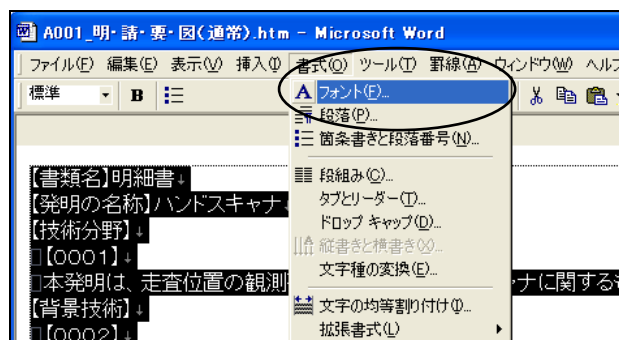 A001_明・請・要・図(通常).htm - Microsoft Word
ファイル(F) 編集(E) 表示(V) 挿入(I) 書式(O) ツール(T) 罫線(A) ウィンドウ(W) ヘルプ
標準 B
A フォント(F)...
段落(P)...
箇条書きと段落番号(N)...
段組み(C)...
タブとリーダー(T)...
ドロップ キャップ(D)...
縦書きと横書き(X)...
文字種の変換(E)...
文字の均等割り付け(I)...
拡張書式(L)
【書類名】明細書↓
【発明の名称】ハンドスキャナ
【技術分野】↓
【0001】↓
本発明は、走査位置の観測 ナに関する
【背景技術】↓
【0002】↓